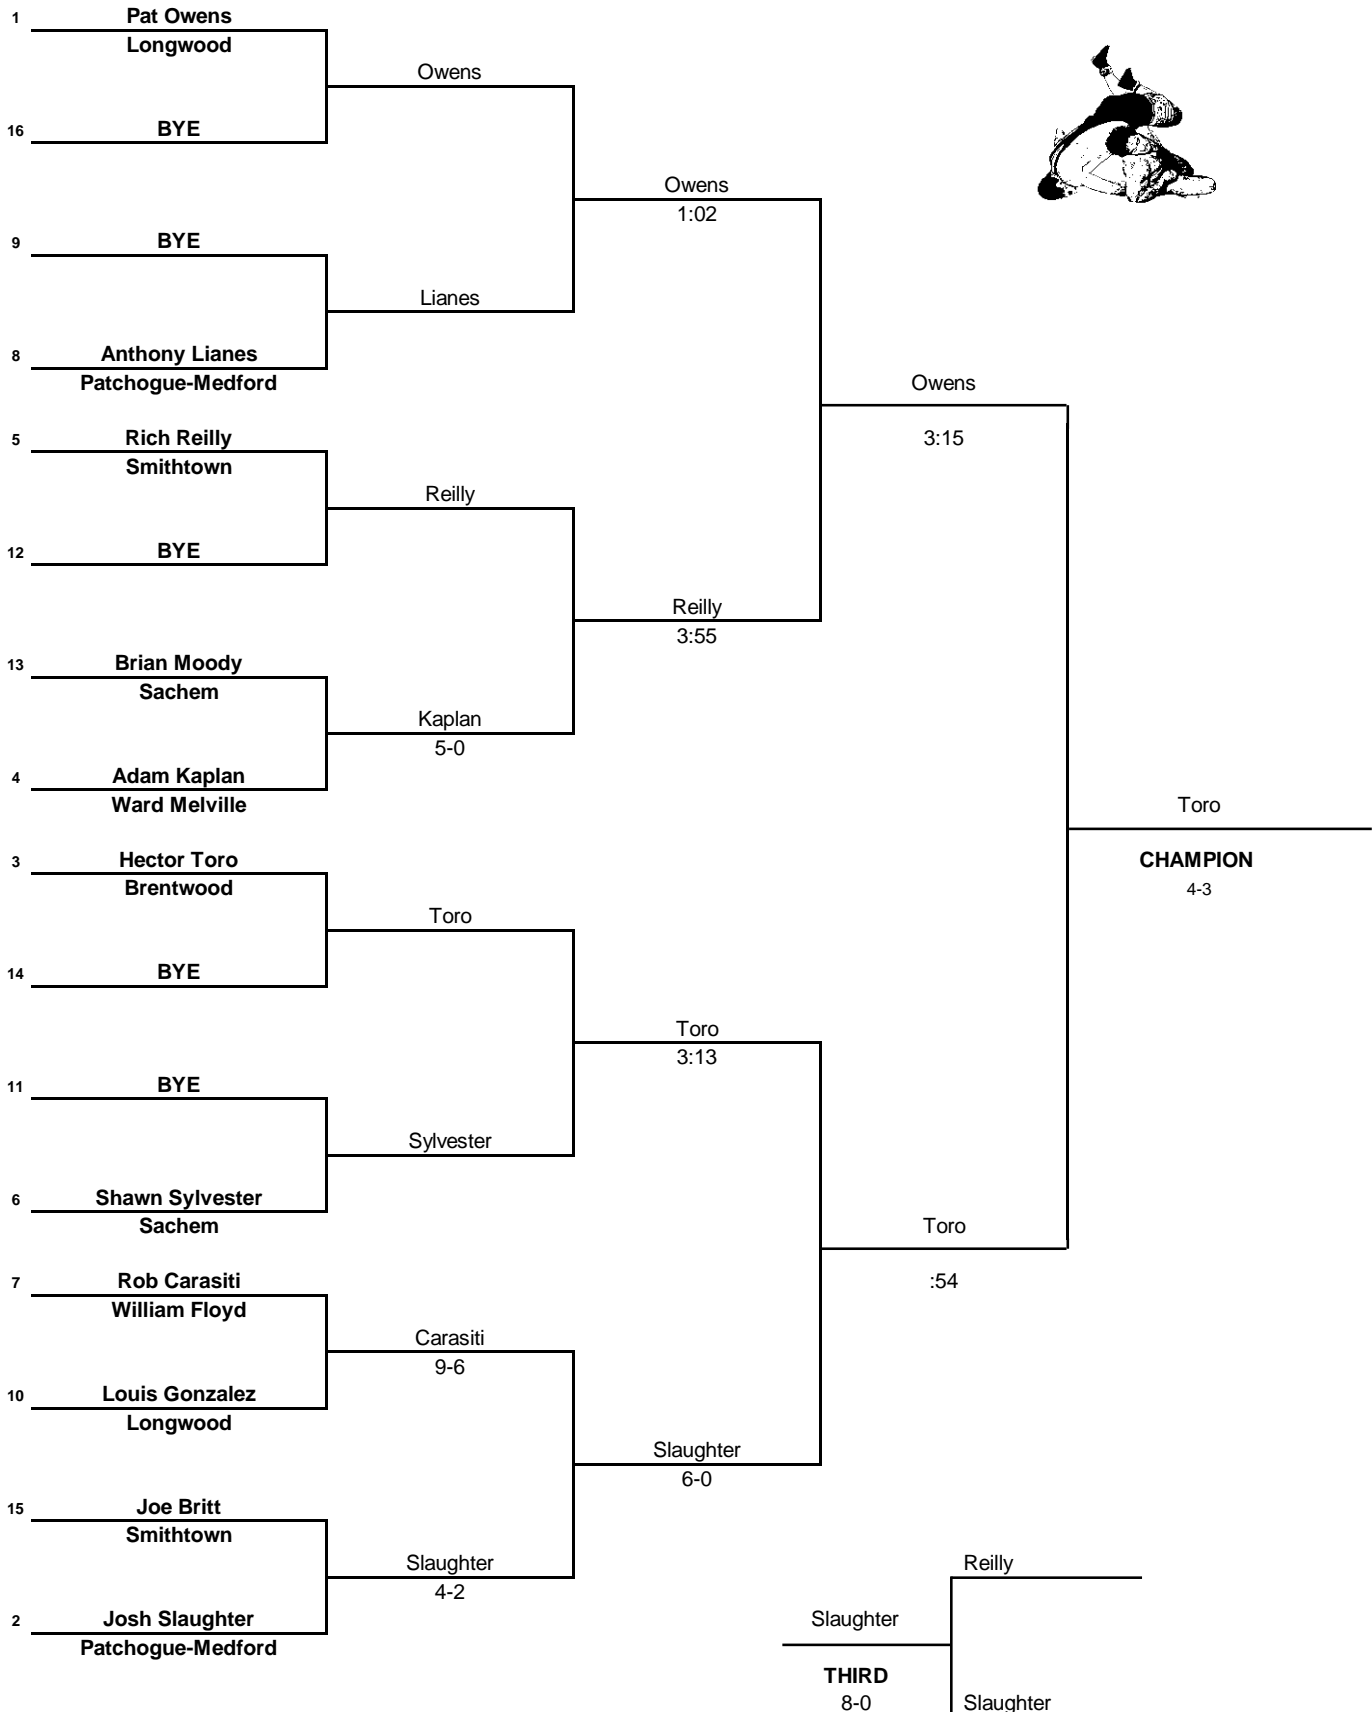 1 Pat Owens
Longwood
Owens
16 BYE
Owens
1:02
9 BYE
Lianes
8 Anthony Lianes
Patchogue-Medford
Owens
3:15
5 Rich Reilly
Smithtown
Reilly
12 BYE
Reilly
3:55
13 Brian Moody
Sachem
Kaplan
5-0
4 Adam Kaplan
Ward Melville
Toro
CHAMPION
4-3
3 Hector Toro
Brentwood
Toro
14 BYE
Toro
3:13
11 BYE
Sylvester
6 Shawn Sylvester
Sachem
Toro
:54
7 Rob Carasiti
William Floyd
Carasiti
9-6
10 Louis Gonzalez
Longwood
Slaughter
6-0
15 Joe Britt
Smithtown
Slaughter
4-2
2 Josh Slaughter
Patchogue-Medford
Reilly
Slaughter
THIRD
8-0
Slaughter